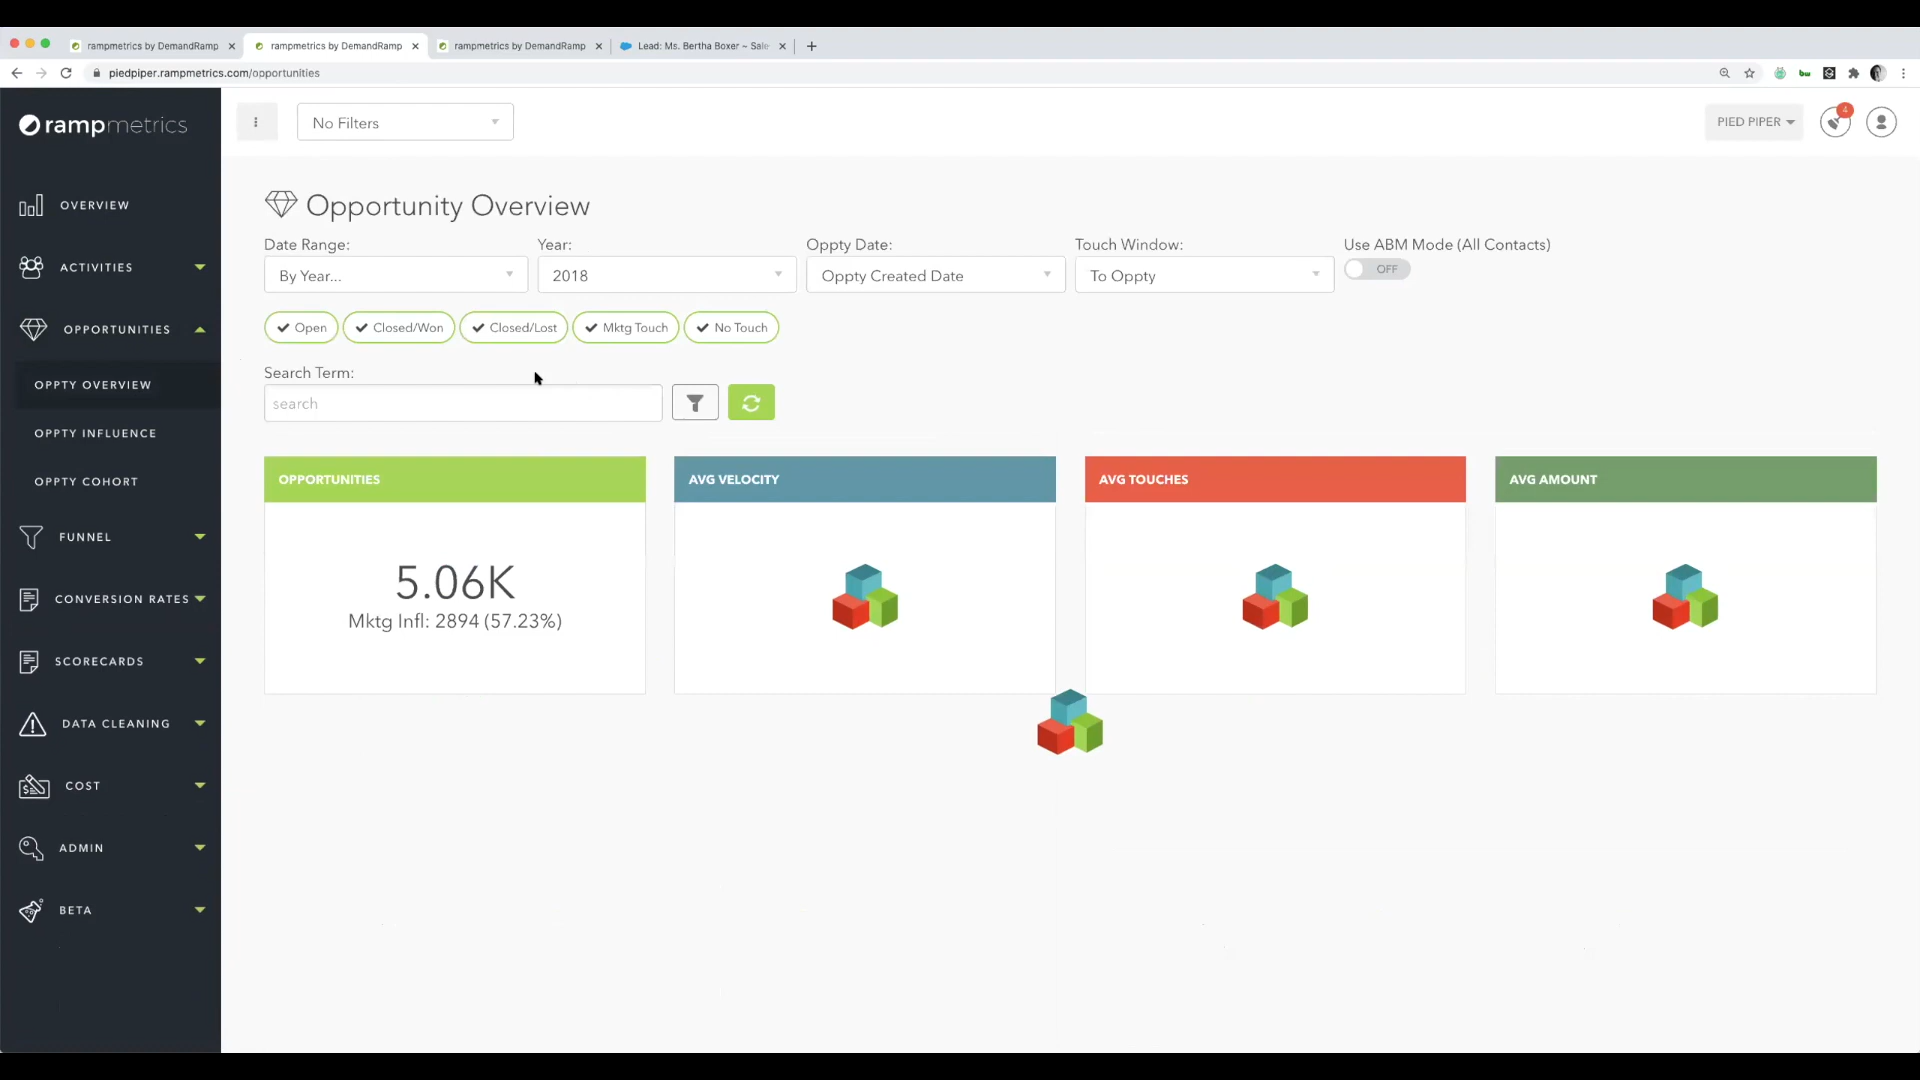 rampmetrics by DemandRamp
rampmetrics by DemandRamp
rampmetrics by DemandRamp
Lead: Ms. Bertha Boxer ~ Sale
piedpiper.rampmetrics.com/opportunities
rampmetrics
No Filters
PIED PIPER
4
OVERVIEW
ACTIVITIES
OPPORTUNITIES
OPPTY OVERVIEW
OPPTY INFLUENCE
OPPTY COHORT
FUNNEL
CONVERSION RATES
SCORECARDS
DATA CLEANING
COST
ADMIN
BETA
Opportunity Overview
Date Range: Year: Oppty Date: Touch Window: Use ABM Mode (All Contacts)
By Year... 2018 Oppty Created Date To Oppty OFF
Open Closed/Won Closed/Lost Mktg Touch No Touch
Search Term:
search
OPPORTUNITIES AVG VELOCITY AVG TOUCHES AVG AMOUNT
5.06K
Mktg Infl: 2894 (57.23%)